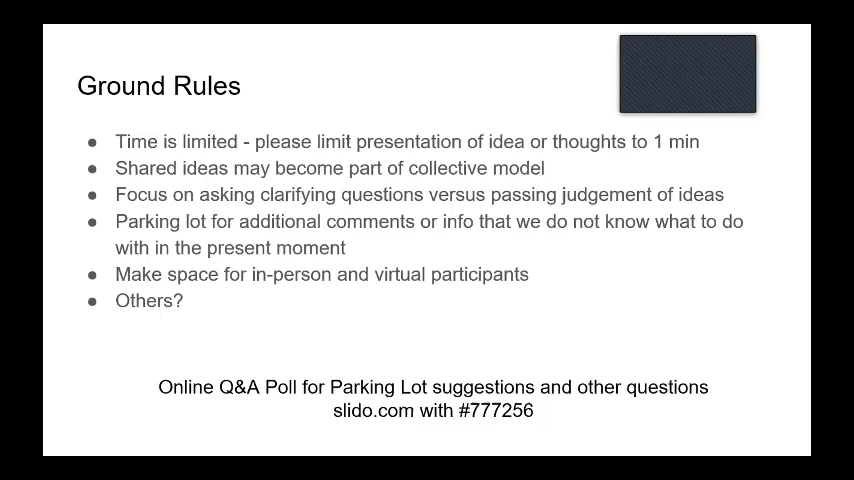 Ground Rules
● Time is limited - please limit presentation of idea or thoughts to 1 min
● Shared ideas may become part of collective model
● Focus on asking clarifying questions versus passing judgement of ideas
● Parking lot for additional comments or info that we do not know what to do
with in the present moment
● Make space for in-person and virtual participants
● Others?
Online Q&A Poll for Parking Lot suggestions and other questions
slido.com with #777256